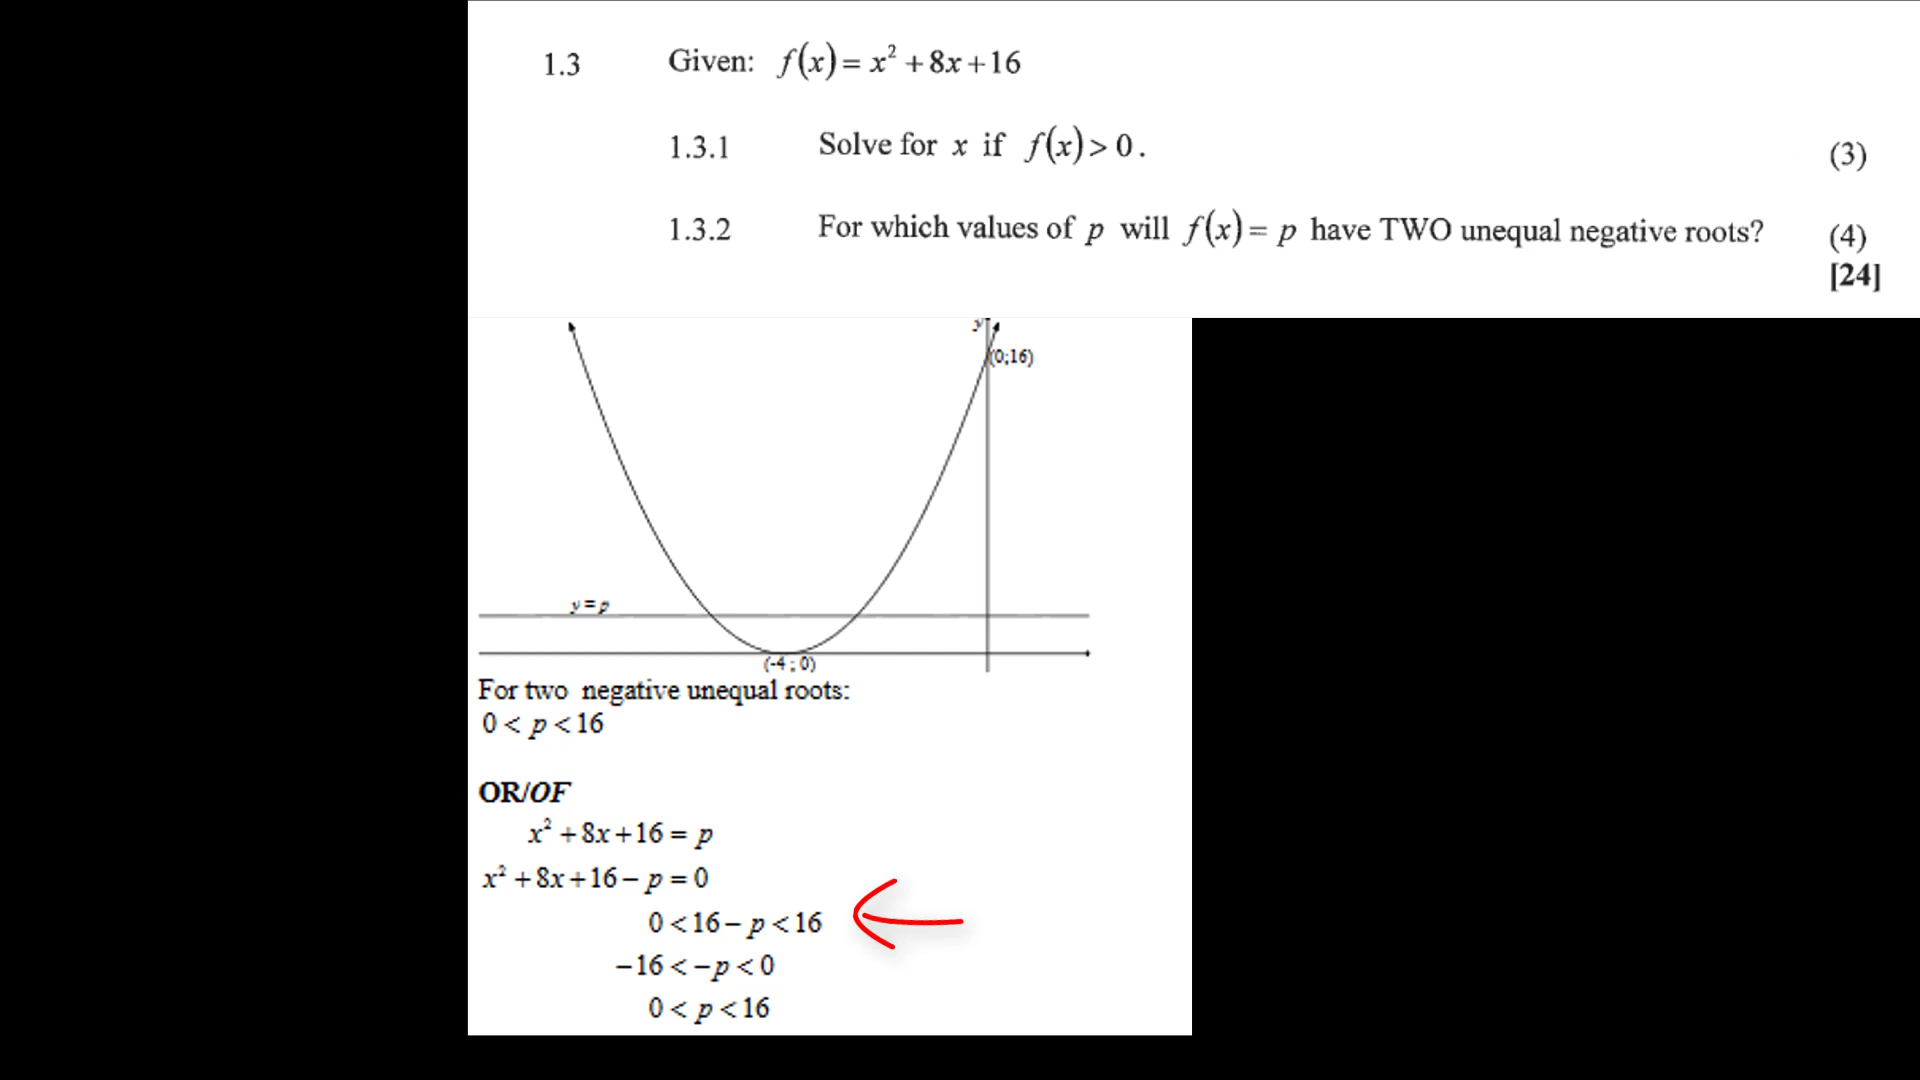 1.3 Given: f(x) = x² + 8x + 16
1.3.1 Solve for x if f(x) > 0. (3)
1.3.2 For which values of p will f(x) = p have TWO unequal negative roots? (4)
[24]
y
(0;16)
y = p
(-4 ; 0)
For two negative unequal roots:
0 < p < 16
OR/OF
x² + 8x + 16 = p
x² + 8x + 16 − p = 0
0 < 16 − p < 16
−16 < −p < 0
0 < p < 16